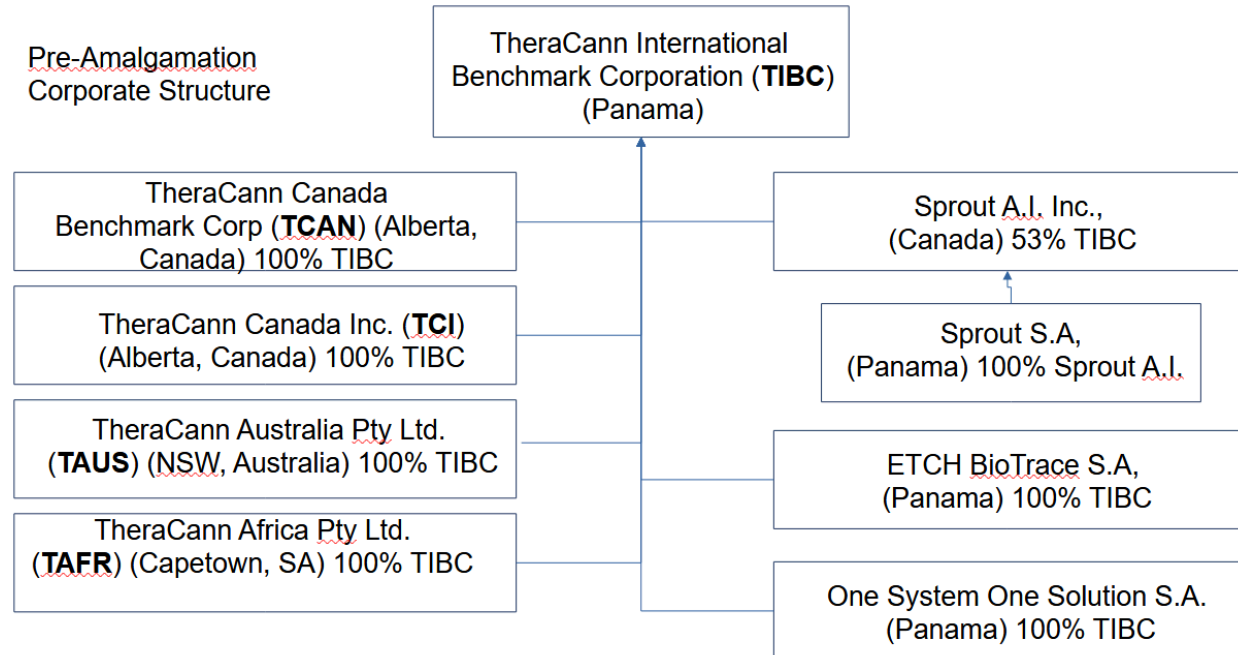 Pre-Amalgamation
Corporate Structure
TheraCann International
Benchmark Corporation (TIBC)
(Panama)
TheraCann Canada
Benchmark Corp (TCAN) (Alberta,
Canada) 100% TIBC
TheraCann Canada Inc. (TCI)
(Alberta, Canada) 100% TIBC
TheraCann Australia Pty Ltd.
(TAUS) (NSW, Australia) 100% TIBC
TheraCann Africa Pty Ltd.
(TAFR) (Capetown, SA) 100% TIBC
Sprout A.I. Inc.,
(Canada) 53% TIBC
Sprout S.A,
(Panama) 100% Sprout A.I.
ETCH BioTrace S.A,
(Panama) 100% TIBC
One System One Solution S.A.
(Panama) 100% TIBC